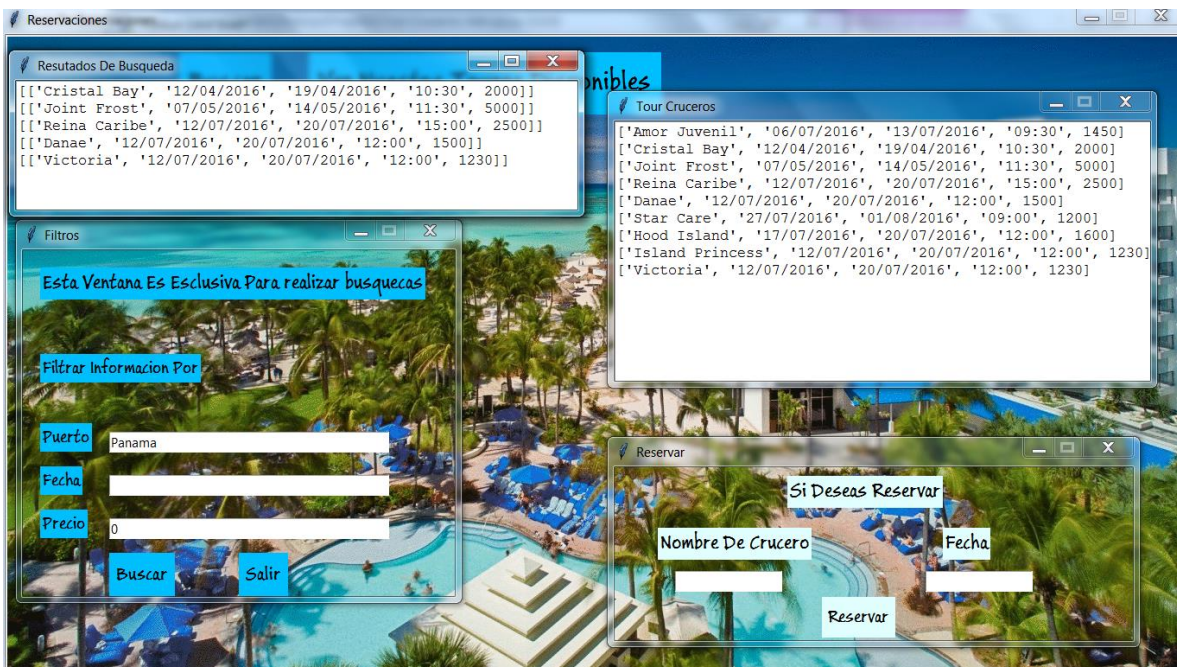 Reservaciones
Resutados De Busqueda
[['Cristal Bay', '12/04/2016', '19/04/2016', '10:30', 2000]]
[['Joint Frost', '07/05/2016', '14/05/2016', '11:30', 5000]]
[['Reina Caribe', '12/07/2016', '20/07/2016', '15:00', 2500]]
[['Danae', '12/07/2016', '20/07/2016', '12:00', 1500]]
[['Victoria', '12/07/2016', '20/07/2016', '12:00', 1230]]
Tour Cruceros
['Amor Juvenil', '06/07/2016', '13/07/2016', '09:30', 1450]
['Cristal Bay', '12/04/2016', '19/04/2016', '10:30', 2000]
['Joint Frost', '07/05/2016', '14/05/2016', '11:30', 5000]
['Reina Caribe', '12/07/2016', '20/07/2016', '15:00', 2500]
['Danae', '12/07/2016', '20/07/2016', '12:00', 1500]
['Star Care', '27/07/2016', '01/08/2016', '09:00', 1200]
['Hood Island', '17/07/2016', '20/07/2016', '12:00', 1600]
['Island Princess', '12/07/2016', '20/07/2016', '12:00', 1230]
['Victoria', '12/07/2016', '20/07/2016', '12:00', 1230]
Filtros
Esta Ventana Es Esclusiva Para realizar busquecas
Filtrar Informacion Por
Puerto Panama
Fecha
Precio 0
Buscar Salir
Reservar
Si Deseas Reservar
Nombre De Crucero Fecha
Reservar